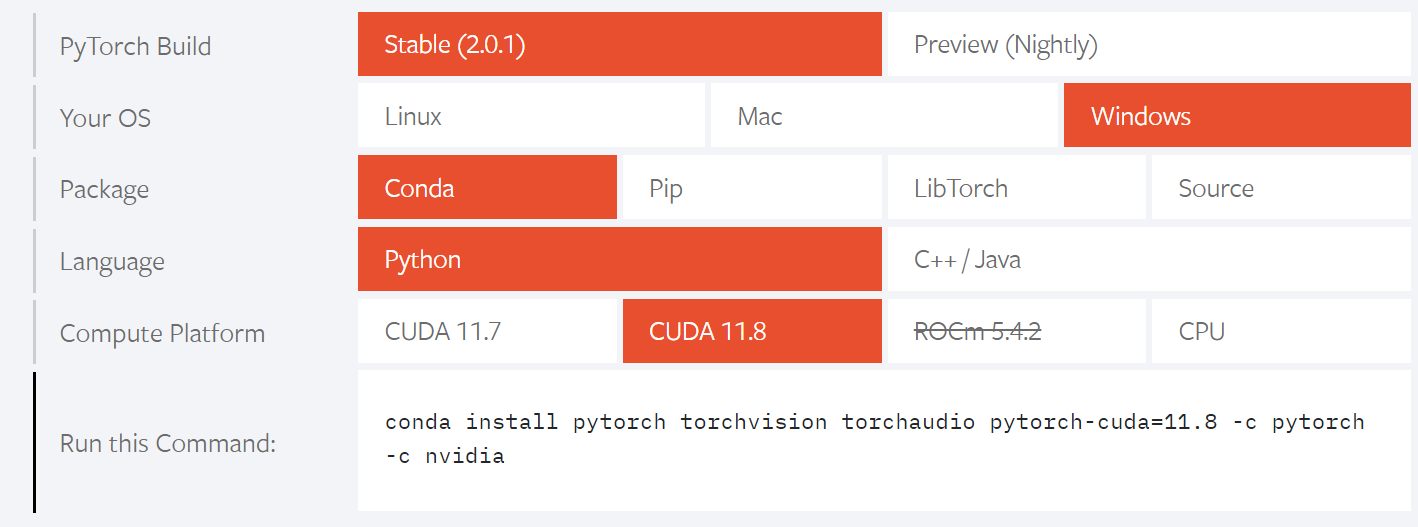 PyTorch Build Stable (2.0.1) Preview (Nightly)
Your OS Linux Mac Windows
Package Conda Pip LibTorch Source
Language Python C++ / Java
Compute Platform CUDA 11.7 CUDA 11.8 ROCm 5.4.2 CPU
Run this Command: conda install pytorch torchvision torchaudio pytorch-cuda=11.8 -c pytorch
-c nvidia